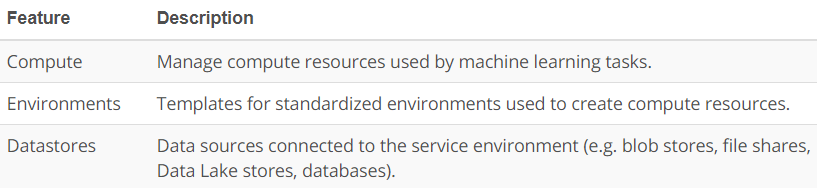 Feature Description
Compute Manage compute resources used by machine learning tasks.
Environments Templates for standardized environments used to create compute resources.
Datastores Data sources connected to the service environment (e.g. blob stores, file shares,
Data Lake stores, databases).